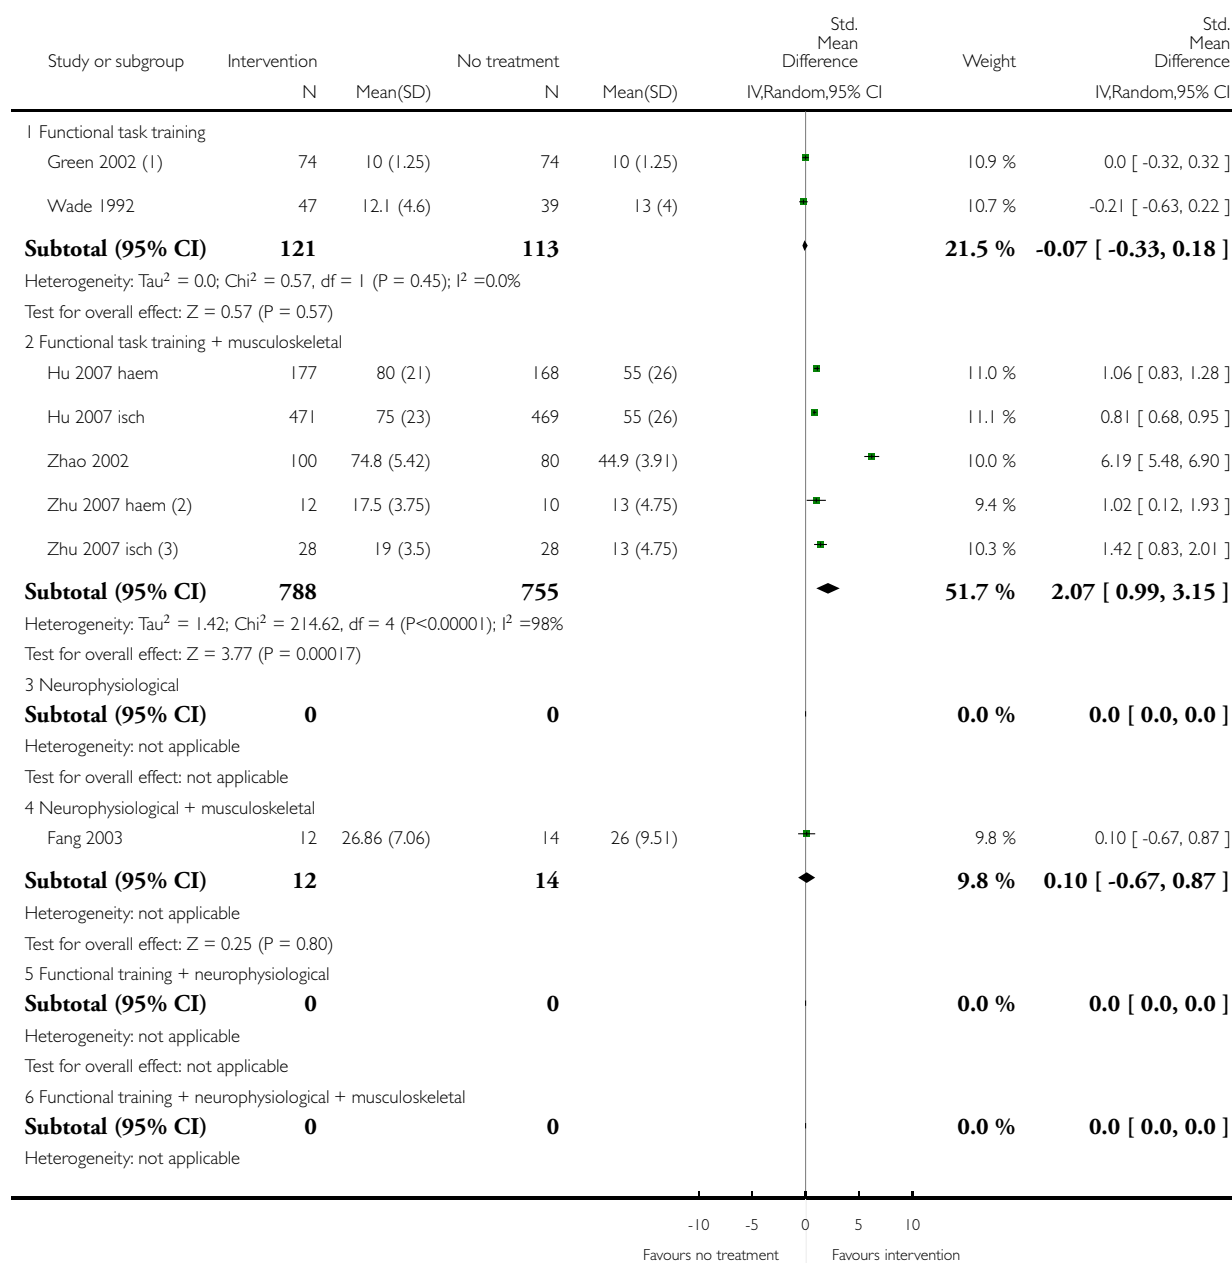 Std. Mean Difference Std. Mean Difference
Study or subgroup Intervention No treatment Weight
N Mean(SD) N Mean(SD) IV,Random,95% CI IV,Random,95% CI
1 Functional task training
Green 2002 (1) 74 10 (1.25) 74 10 (1.25) 10.9 % 0.0 [ -0.32, 0.32 ]
Wade 1992 47 12.1 (4.6) 39 13 (4) 10.7 % -0.21 [ -0.63, 0.22 ]
Subtotal (95% CI) 121 113 21.5 % -0.07 [ -0.33, 0.18 ]
Heterogeneity: Tau² = 0.0; Chi² = 0.57, df = 1 (P = 0.45); I² =0.0%
Test for overall effect: Z = 0.57 (P = 0.57)
2 Functional task training + musculoskeletal
Hu 2007 haem 177 80 (21) 168 55 (26) 11.0 % 1.06 [ 0.83, 1.28 ]
Hu 2007 isch 471 75 (23) 469 55 (26) 11.1 % 0.81 [ 0.68, 0.95 ]
Zhao 2002 100 74.8 (5.42) 80 44.9 (3.91) 10.0 % 6.19 [ 5.48, 6.90 ]
Zhu 2007 haem (2) 12 17.5 (3.75) 10 13 (4.75) 9.4 % 1.02 [ 0.12, 1.93 ]
Zhu 2007 isch (3) 28 19 (3.5) 28 13 (4.75) 10.3 % 1.42 [ 0.83, 2.01 ]
Subtotal (95% CI) 788 755 51.7 % 2.07 [ 0.99, 3.15 ]
Heterogeneity: Tau² = 1.42; Chi² = 214.62, df = 4 (P<0.00001); I² =98%
Test for overall effect: Z = 3.77 (P = 0.00017)
3 Neurophysiological
Subtotal (95% CI) 0 0 0.0 % 0.0 [ 0.0, 0.0 ]
Heterogeneity: not applicable
Test for overall effect: not applicable
4 Neurophysiological + musculoskeletal
Fang 2003 12 26.86 (7.06) 14 26 (9.51) 9.8 % 0.10 [ -0.67, 0.87 ]
Subtotal (95% CI) 12 14 9.8 % 0.10 [ -0.67, 0.87 ]
Heterogeneity: not applicable
Test for overall effect: Z = 0.25 (P = 0.80)
5 Functional training + neurophysiological
Subtotal (95% CI) 0 0 0.0 % 0.0 [ 0.0, 0.0 ]
Heterogeneity: not applicable
Test for overall effect: not applicable
6 Functional training + neurophysiological + musculoskeletal
Subtotal (95% CI) 0 0 0.0 % 0.0 [ 0.0, 0.0 ]
Heterogeneity: not applicable
-10 -5 0 5 10
Favours no treatment Favours intervention